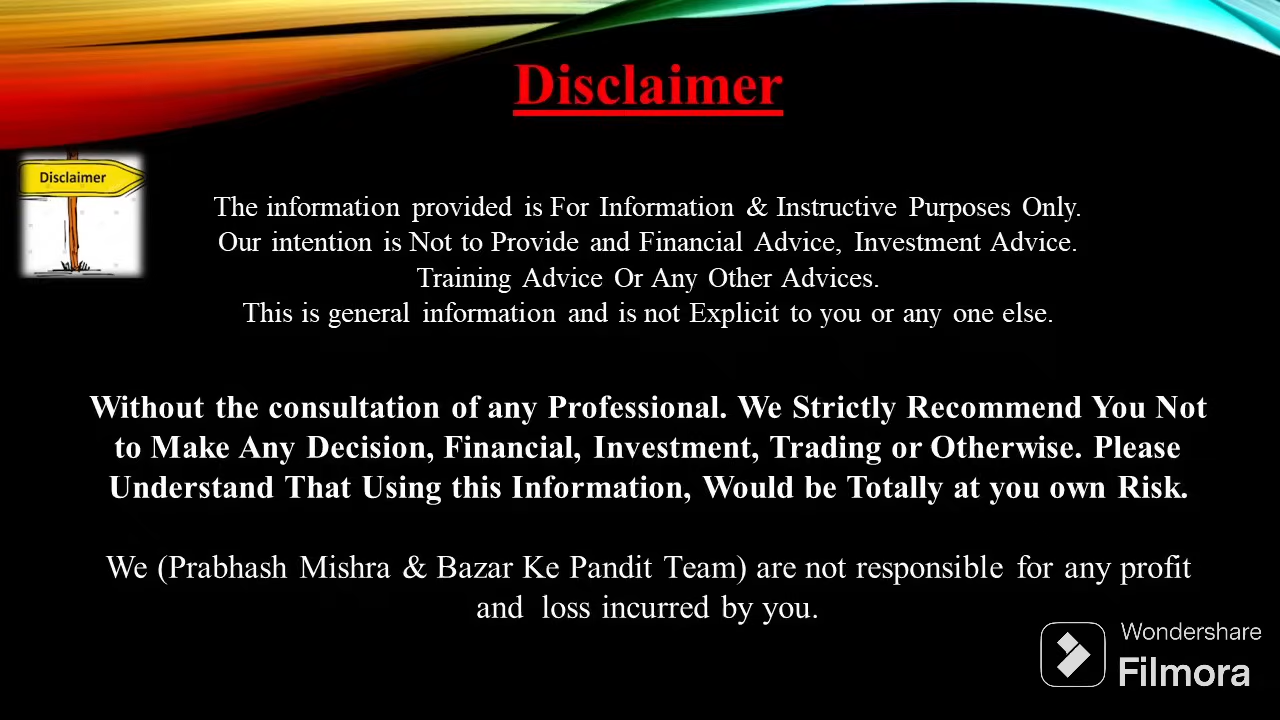 Disclaimer
Disclaimer
The information provided is For Information & Instructive Purposes Only.
Our intention is Not to Provide and Financial Advice, Investment Advice.
Training Advice Or Any Other Advices.
This is general information and is not Explicit to you or any one else.
Without the consultation of any Professional. We Strictly Recommend You Not
to Make Any Decision, Financial, Investment, Trading or Otherwise. Please
Understand That Using this Information, Would be Totally at you own Risk.
We (Prabhash Mishra & Bazar Ke Pandit Team) are not responsible for any profit
and loss incurred by you.
Wondershare
Filmora